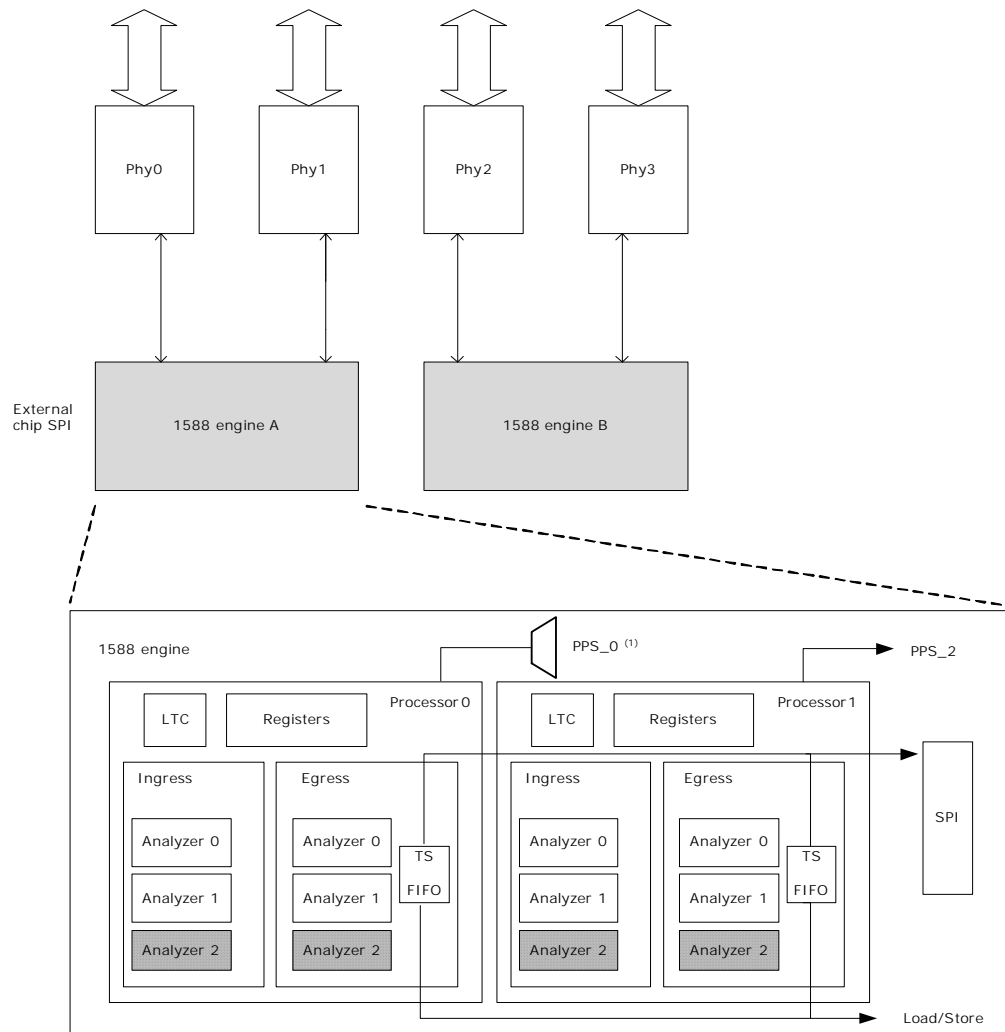 Phy0
Phy1
Phy2
Phy3
External
chip SPI
1588 engine A
1588 engine B
1588 engine
PPS_0 (1)
PPS_2
Processor 0
LTC
Registers
Processor 1
LTC
Registers
Ingress
Egress
Ingress
Egress
SPI
Analyzer 0
Analyzer 0
TS
FIFO
Analyzer 0
Analyzer 0
TS
FIFO
Analyzer 1
Analyzer 1
Analyzer 1
Analyzer 1
Analyzer 2
Analyzer 2
Analyzer 2
Analyzer 2
Load/Store